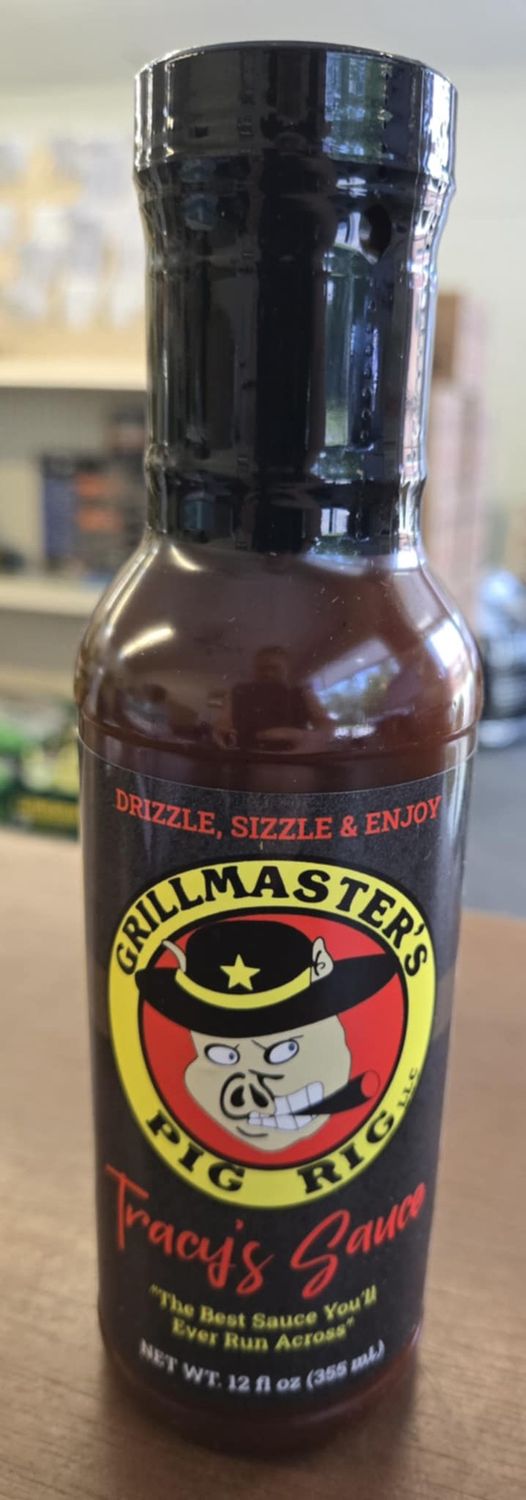 DRIZZLE, SIZZLE & ENJOY
GRILLMASTER'S
PIG RIG LLC
Tracy's Sauce
"The Best Sauce You'll
Ever Run Across"
NET WT. 12 fl oz (355 mL)